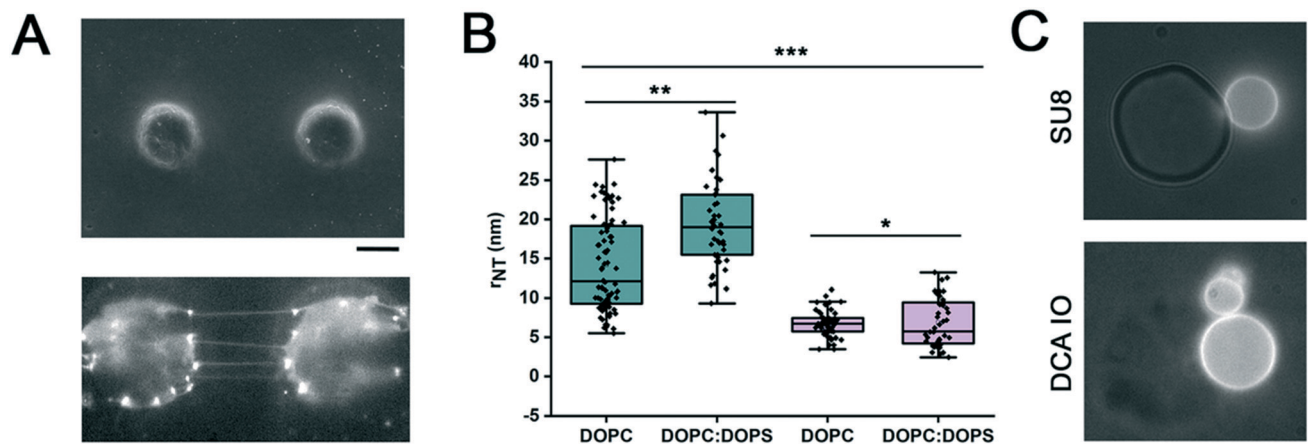 A
B
C
***
**
*
r_NT (nm)
40
35
30
25
20
15
10
5
0
-5
DOPC
DOPC:DOPS
DOPC
DOPC:DOPS
SU8
DCA IO